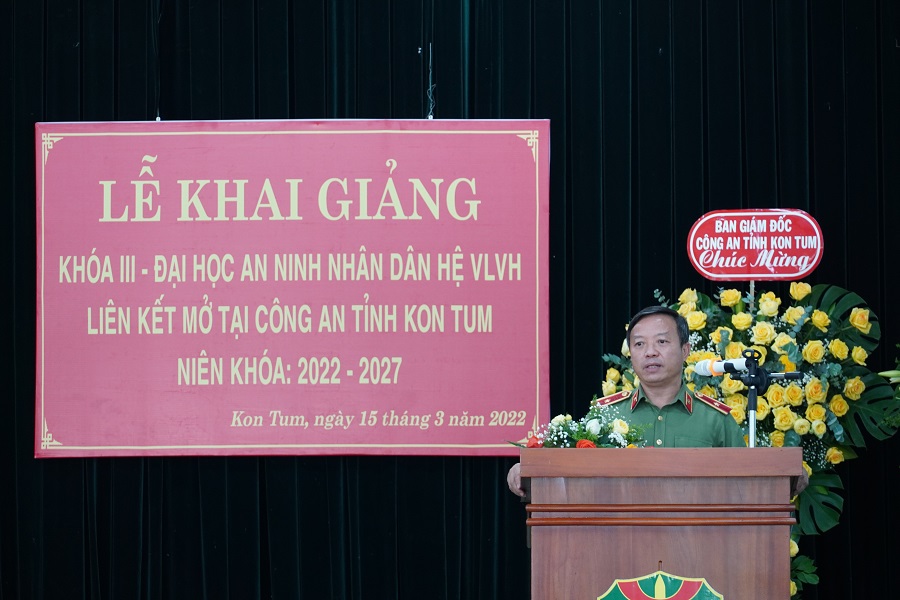 LỄ KHAI GIẢNG
KHÓA III - ĐẠI HỌC AN NINH NHÂN DÂN HỆ VLVH
LIÊN KẾT MỞ TẠI CÔNG AN TỈNH KON TUM
NIÊN KHÓA: 2022 - 2027
Kon Tum, ngày 15 tháng 3 năm 2022
BAN GIÁM ĐỐC
CÔNG AN TỈNH KON TUM
Chúc Mừng